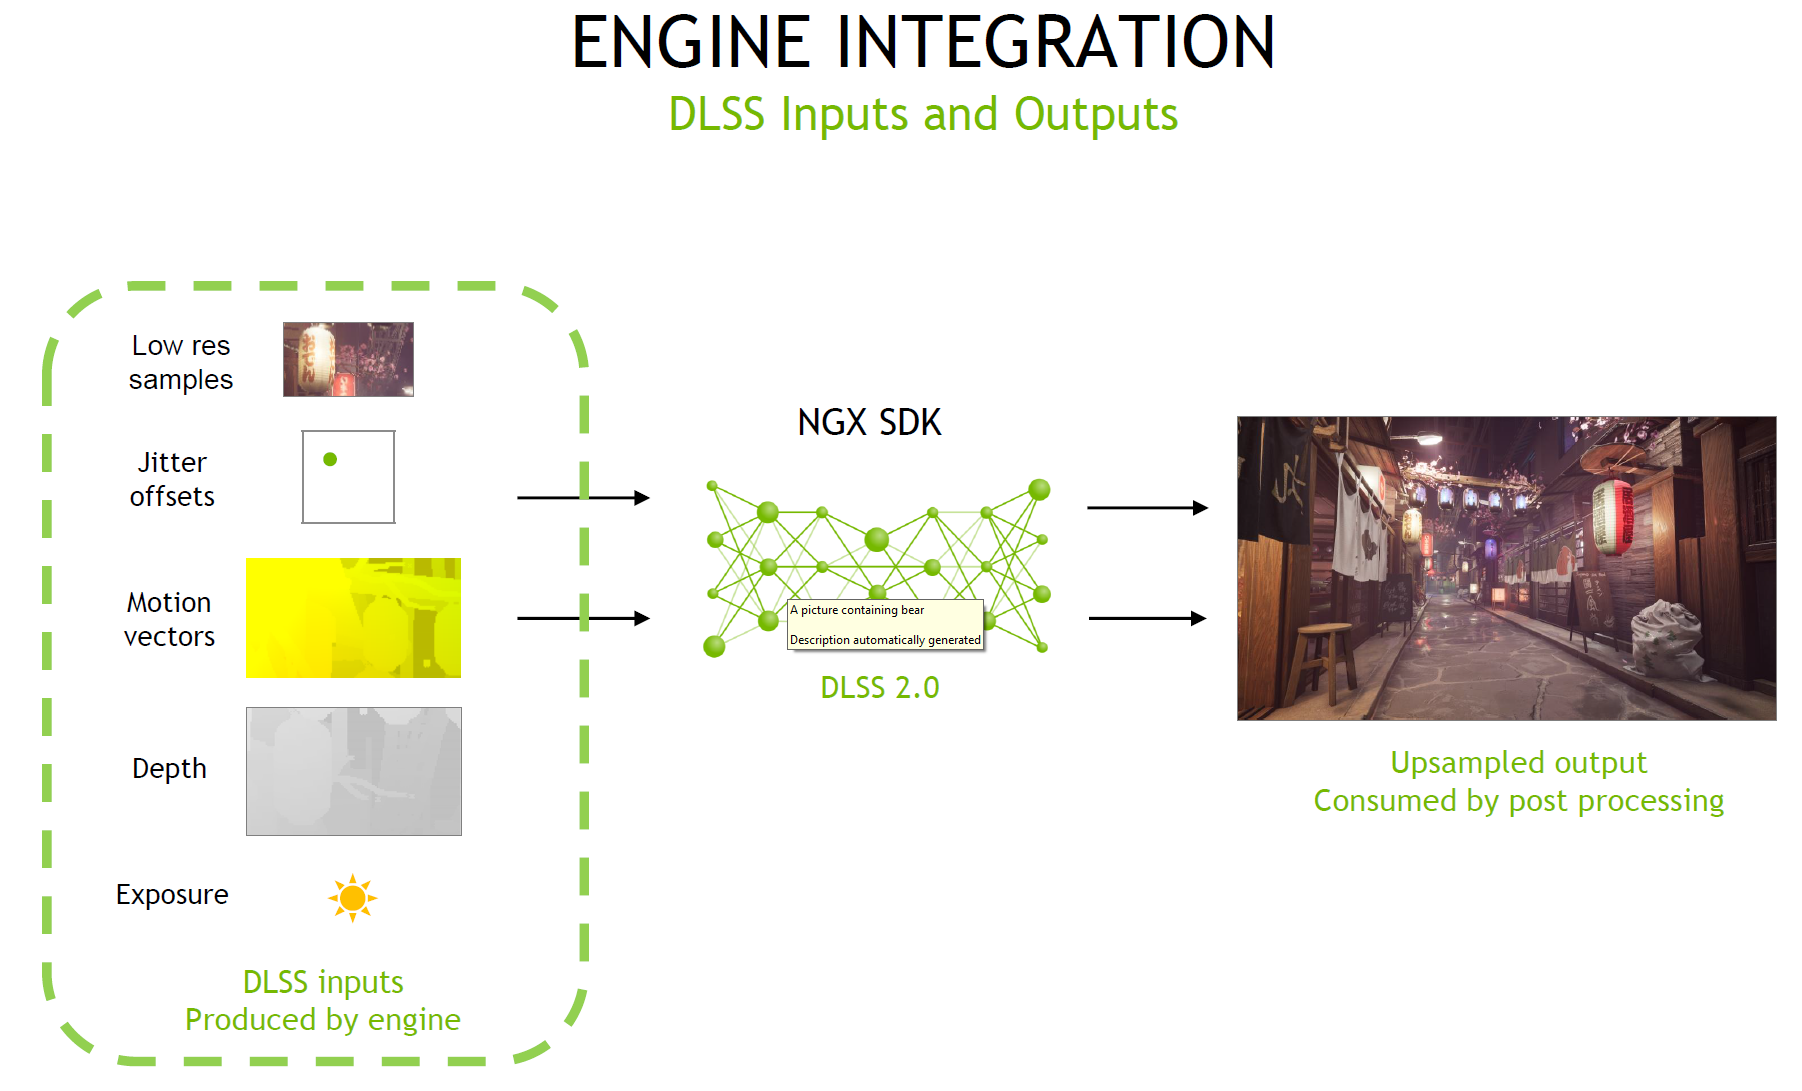 ENGINE INTEGRATION
DLSS Inputs and Outputs
Low res
samples
Jitter
offsets
Motion
vectors
Depth
Exposure
DLSS inputs
Produced by engine
NGX SDK
A picture containing bear
Description automatically generated
DLSS 2.0
Upsampled output
Consumed by post processing